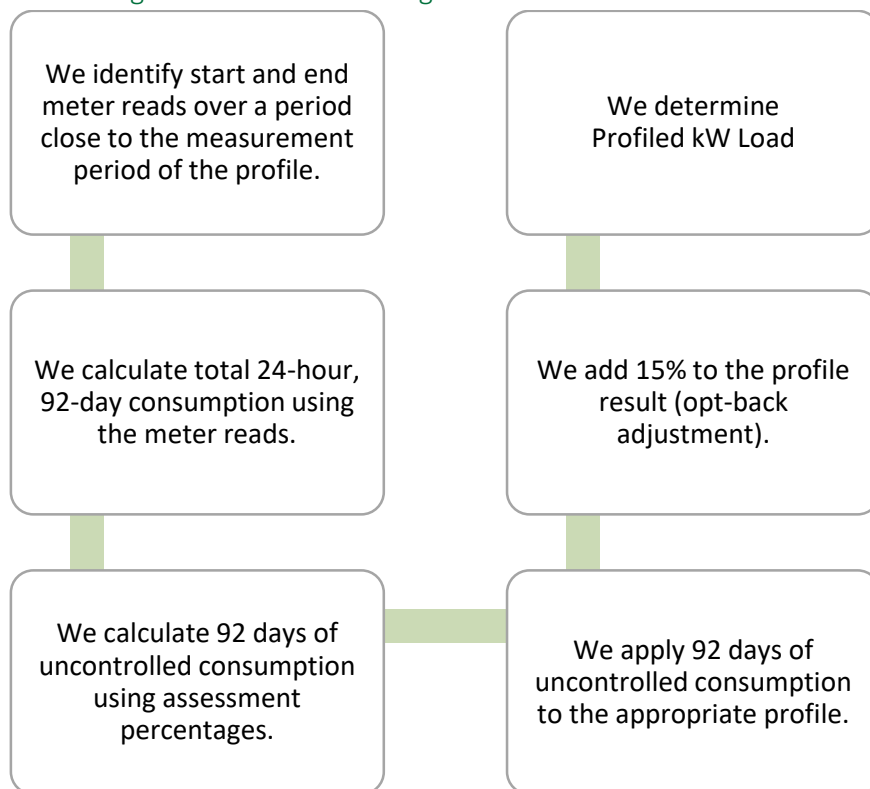 We identify start and end
meter reads over a period
close to the measurement
period of the profile.
We calculate total 24-hour,
92-day consumption using
the meter reads.
We calculate 92 days of
uncontrolled consumption
using assessment
percentages.
We apply 92 days of
uncontrolled consumption
to the appropriate profile.
We add 15% to the profile
result (opt-back
adjustment).
We determine
Profiled kW Load